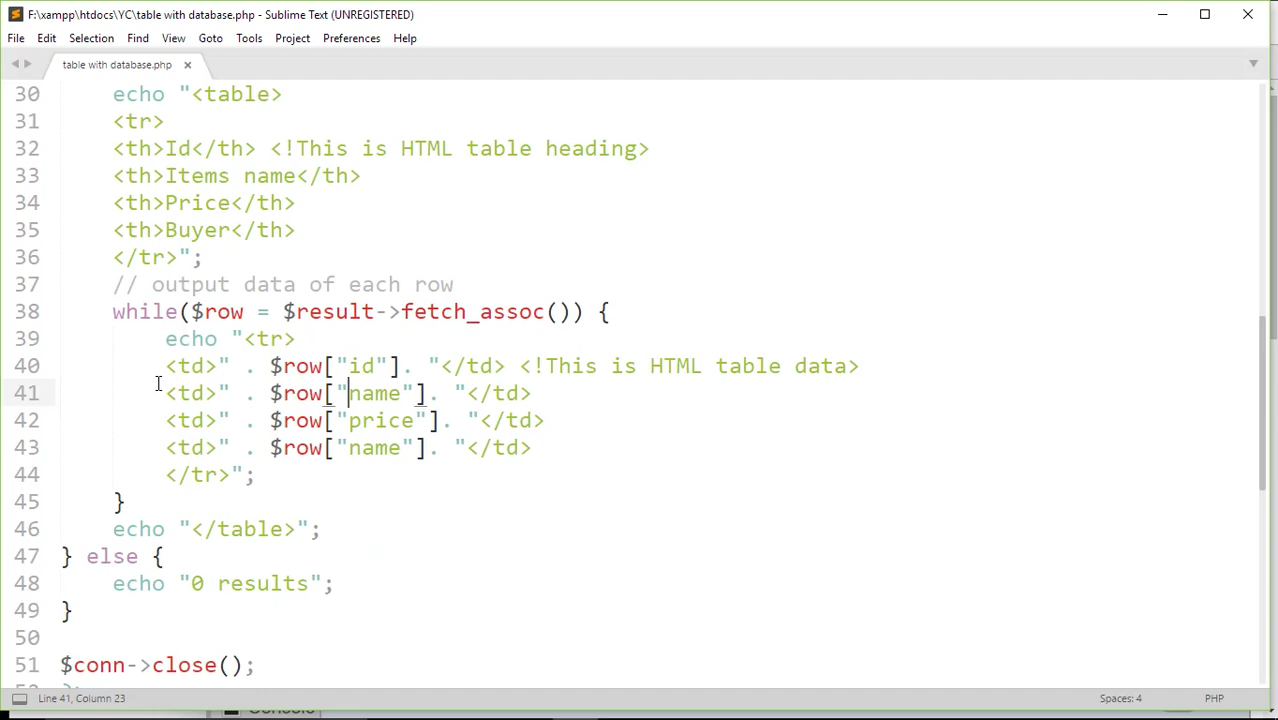 F:\xampp\htdocs\YC\table with database.php - Sublime Text (UNREGISTERED)
File Edit Selection Find View Goto Tools Project Preferences Help
table with database.php
30 echo "<table>
31 <tr>
32 <th>Id</th> <!This is HTML table heading>
33 <th>Items name</th>
34 <th>Price</th>
35 <th>Buyer</th>
36 </tr>";
37 // output data of each row
38 while($row = $result->fetch_assoc()) {
39 echo "<tr>
40 <td>" . $row["id"]. "</td> <!This is HTML table data>
41 <td>" . $row["name"]. "</td>
42 <td>" . $row["price"]. "</td>
43 <td>" . $row["name"]. "</td>
44 </tr>";
45 }
46 echo "</table>";
47 } else {
48 echo "0 results";
49 }
50
51 $conn->close();
Line 41, Column 23 Spaces: 4 PHP
Console